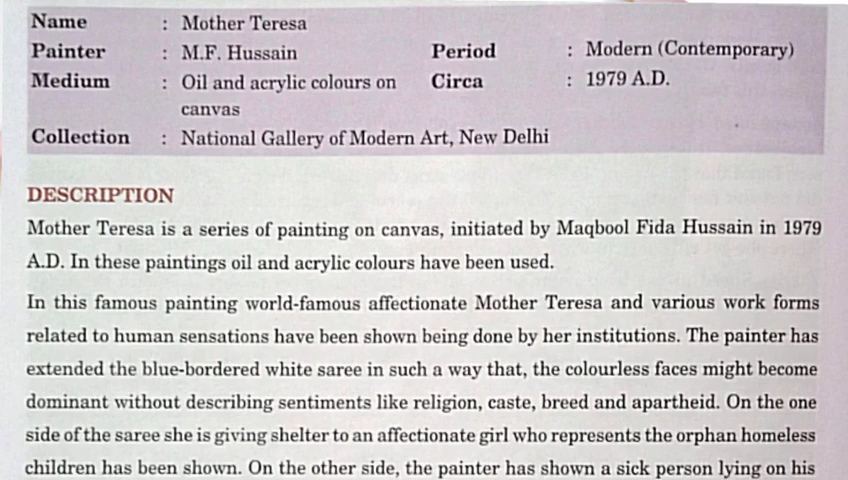 Name : Mother Teresa
Painter : M.F. Hussain Period : Modern (Contemporary)
Medium : Oil and acrylic colours on Circa : 1979 A.D.
canvas
Collection : National Gallery of Modern Art, New Delhi
DESCRIPTION
Mother Teresa is a series of painting on canvas, initiated by Maqbool Fida Hussain in 1979
A.D. In these paintings oil and acrylic colours have been used.
In this famous painting world-famous affectionate Mother Teresa and various work forms
related to human sensations have been shown being done by her institutions. The painter has
extended the blue-bordered white saree in such a way that, the colourless faces might become
dominant without describing sentiments like religion, caste, breed and apartheid. On the one
side of the saree she is giving shelter to an affectionate girl who represents the orphan homeless
children has been shown. On the other side, the painter has shown a sick person lying on his